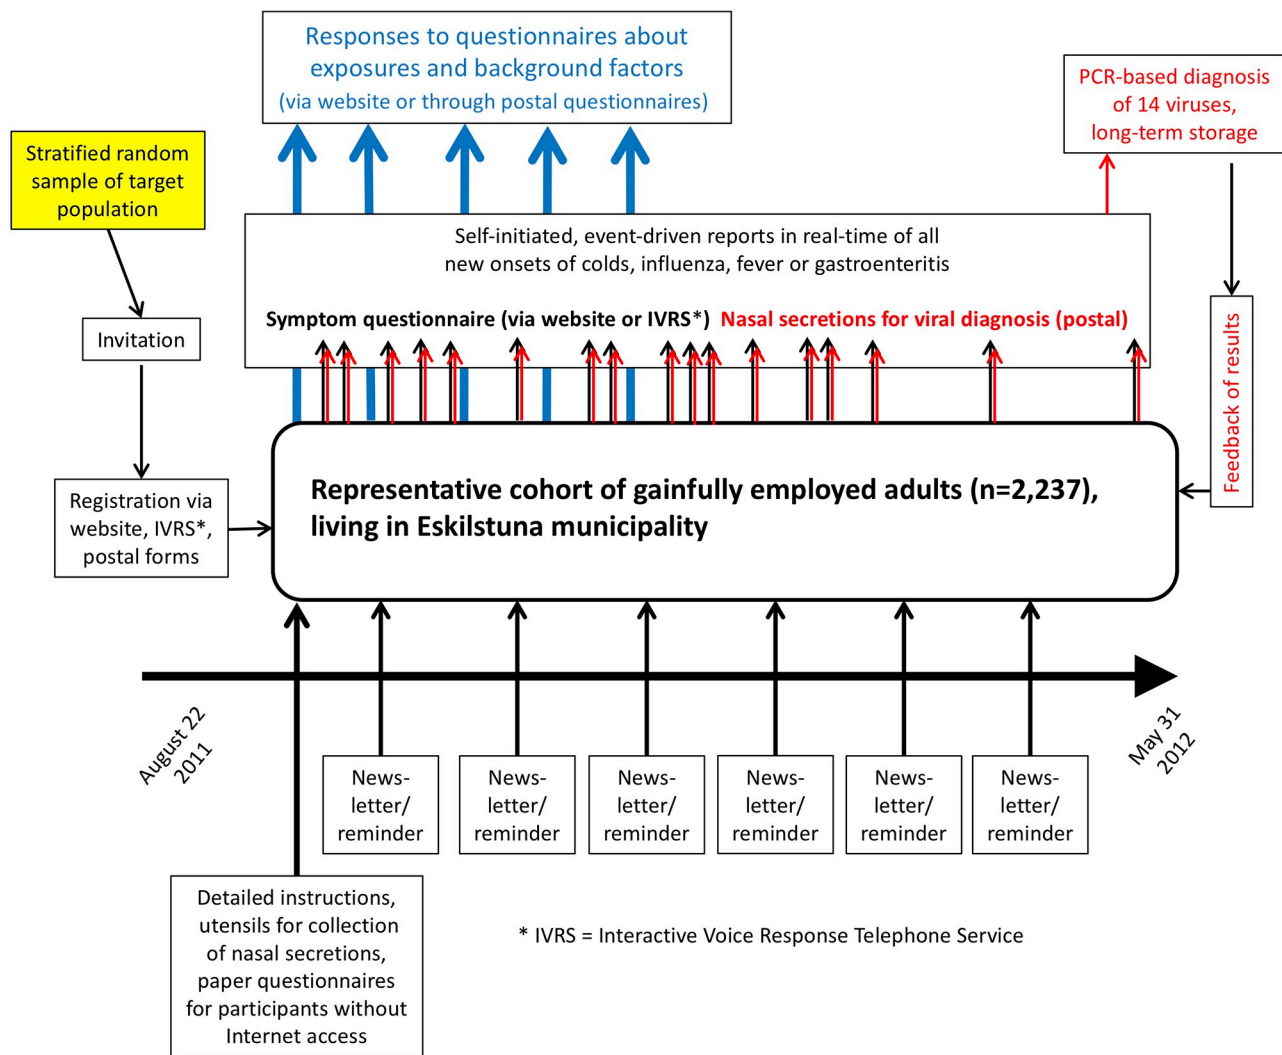 Responses to questionnaires about
exposures and background factors
(via website or through postal questionnaires)
PCR-based diagnosis
of 14 viruses,
long-term storage
Stratified random
sample of target
population
Self-initiated, event-driven reports in real-time of all
new onsets of colds, influenza, fever or gastroenteritis
Symptom questionnaire (via website or IVRS*) Nasal secretions for viral diagnosis (postal)
Invitation
Feedback of results
Registration via
website, IVRS*,
postal forms
Representative cohort of gainfully employed adults (n=2,237),
living in Eskilstuna municipality
August 22
2011
May 31
2012
News-
letter/
reminder
News-
letter/
reminder
News-
letter/
reminder
News-
letter/
reminder
News-
letter/
reminder
News-
letter/
reminder
Detailed instructions,
utensils for collection
of nasal secretions,
paper questionnaires
for participants without
Internet access
* IVRS = Interactive Voice Response Telephone Service